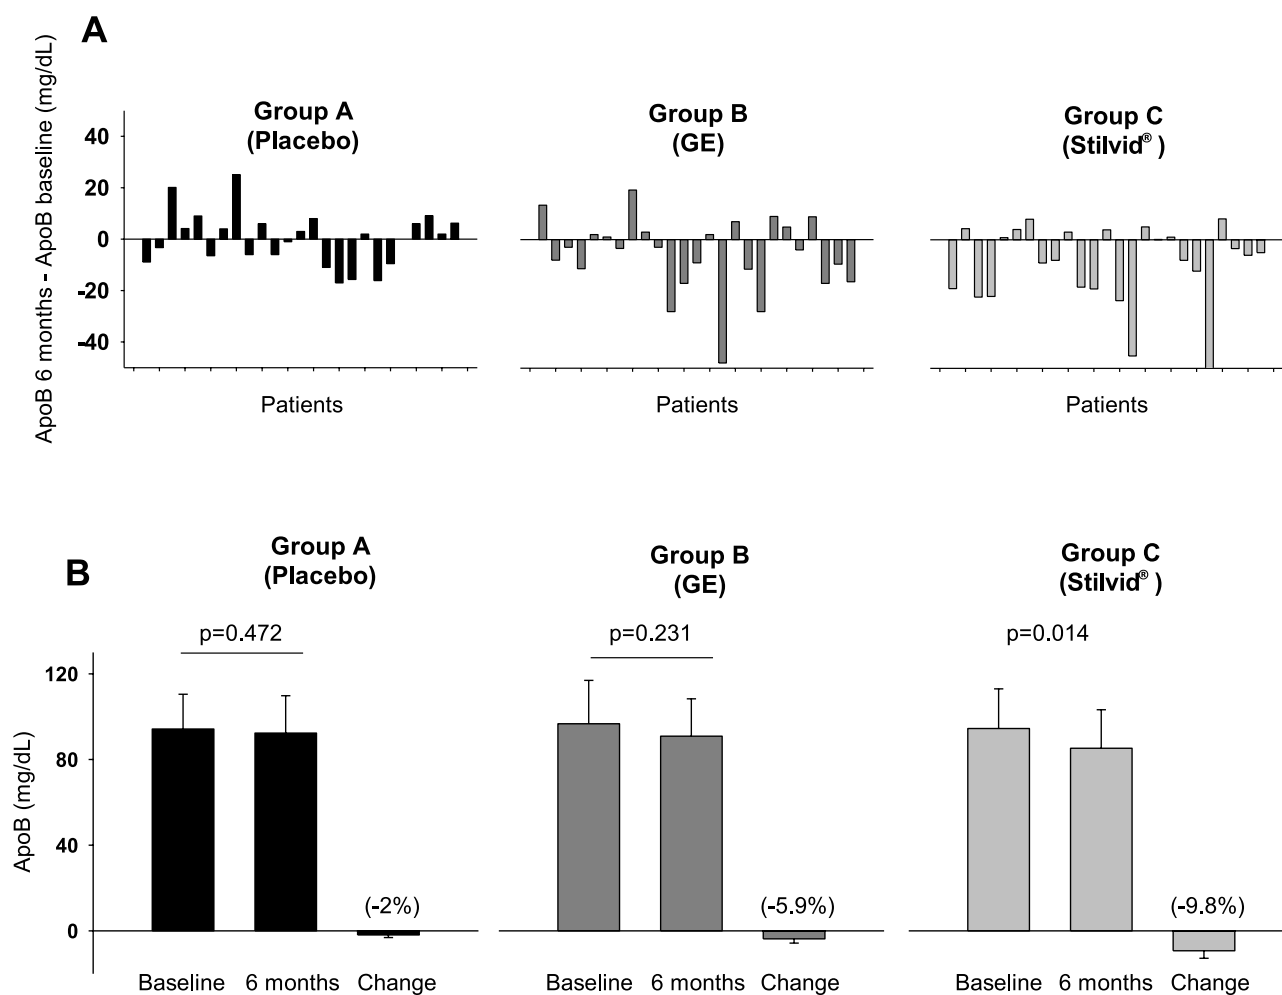 A
ApoB 6 months - ApoB baseline (mg/dL)
Group A
(Placebo)
Group B
(GE)
Group C
(Stilvid® )
40
20
0
-20
-40
Patients
Patients
Patients
B
Group A
(Placebo)
Group B
(GE)
Group C
(Stilvid® )
p=0.472
p=0.231
p=0.014
ApoB (mg/dL)
120
80
40
0
(-2%)
(-5.9%)
(-9.8%)
Baseline 6 months Change
Baseline 6 months Change
Baseline 6 months Change